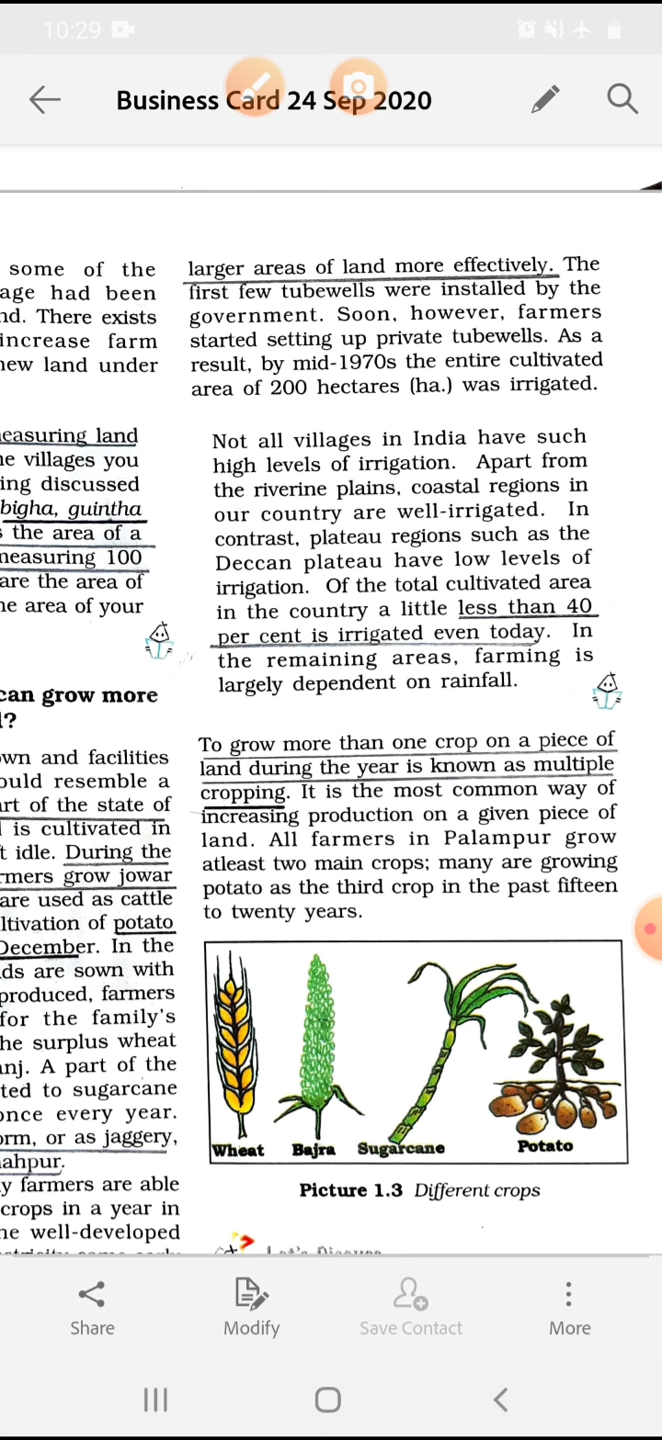 10:29
Business Card 24 Sep 2020
some of the
age had been
nd. There exists
increase farm
new land under
easuring land
he villages you
ing discussed
bigha, guintha
s the area of a
measuring 100
are the area of
he area of your
can grow more
?
own and facilities
ould resemble a
art of the state of
is cultivated in
t idle. During the
rmers grow jowar
are used as cattle
ltivation of potato
December. In the
ds are sown with
produced, farmers
for the family's
he surplus wheat
anj. A part of the
ted to sugarcane
once every year.
orm, or as jaggery,
ahpur.
y farmers are able
crops in a year in
he well-developed
larger areas of land more effectively. The
first few tubewells were installed by the
government. Soon, however, farmers
started setting up private tubewells. As a
result, by mid-1970s the entire cultivated
area of 200 hectares (ha.) was irrigated.
Not all villages in India have such
high levels of irrigation. Apart from
the riverine plains, coastal regions in
our country are well-irrigated. In
contrast, plateau regions such as the
Deccan plateau have low levels of
irrigation. Of the total cultivated area
in the country a little less than 40
per cent is irrigated even today. In
the remaining areas, farming is
largely dependent on rainfall.
To grow more than one crop on a piece of
land during the year is known as multiple
cropping. It is the most common way of
increasing production on a given piece of
land. All farmers in Palampur grow
atleast two main crops; many are growing
potato as the third crop in the past fifteen
to twenty years.
Wheat Bajra Sugarcane Potato
Picture 1.3 Different crops
Share Modify Save Contact More